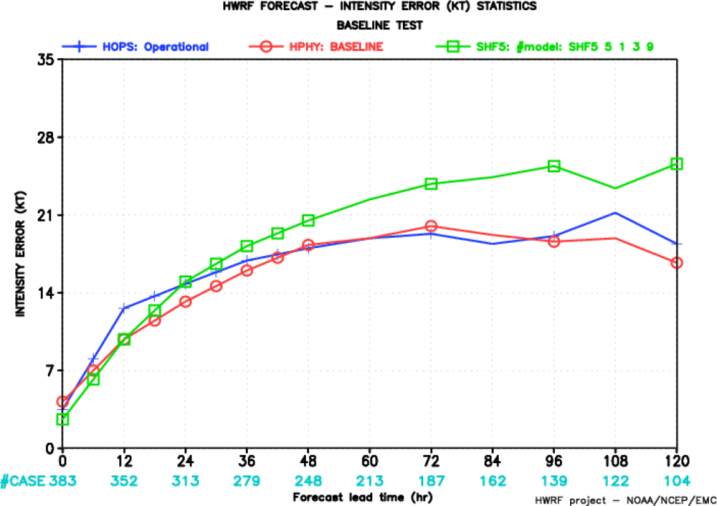 HWRF FORECAST – INTENSITY ERROR (KT) STATISTICS
BASELINE TEST
HOPS: Operational HPHY: BASELINE SHF5: #model: SHF5 5 1 3 9
35
28
21
14
7
0
INTENSITY ERROR (KT)
0 12 24 36 48 60 72 84 96 108 120
#CASE 383 352 313 279 248 213 187 162 139 122 104
Forecast lead time (hr)
HWRF project – NOAA/NCEP/EMC